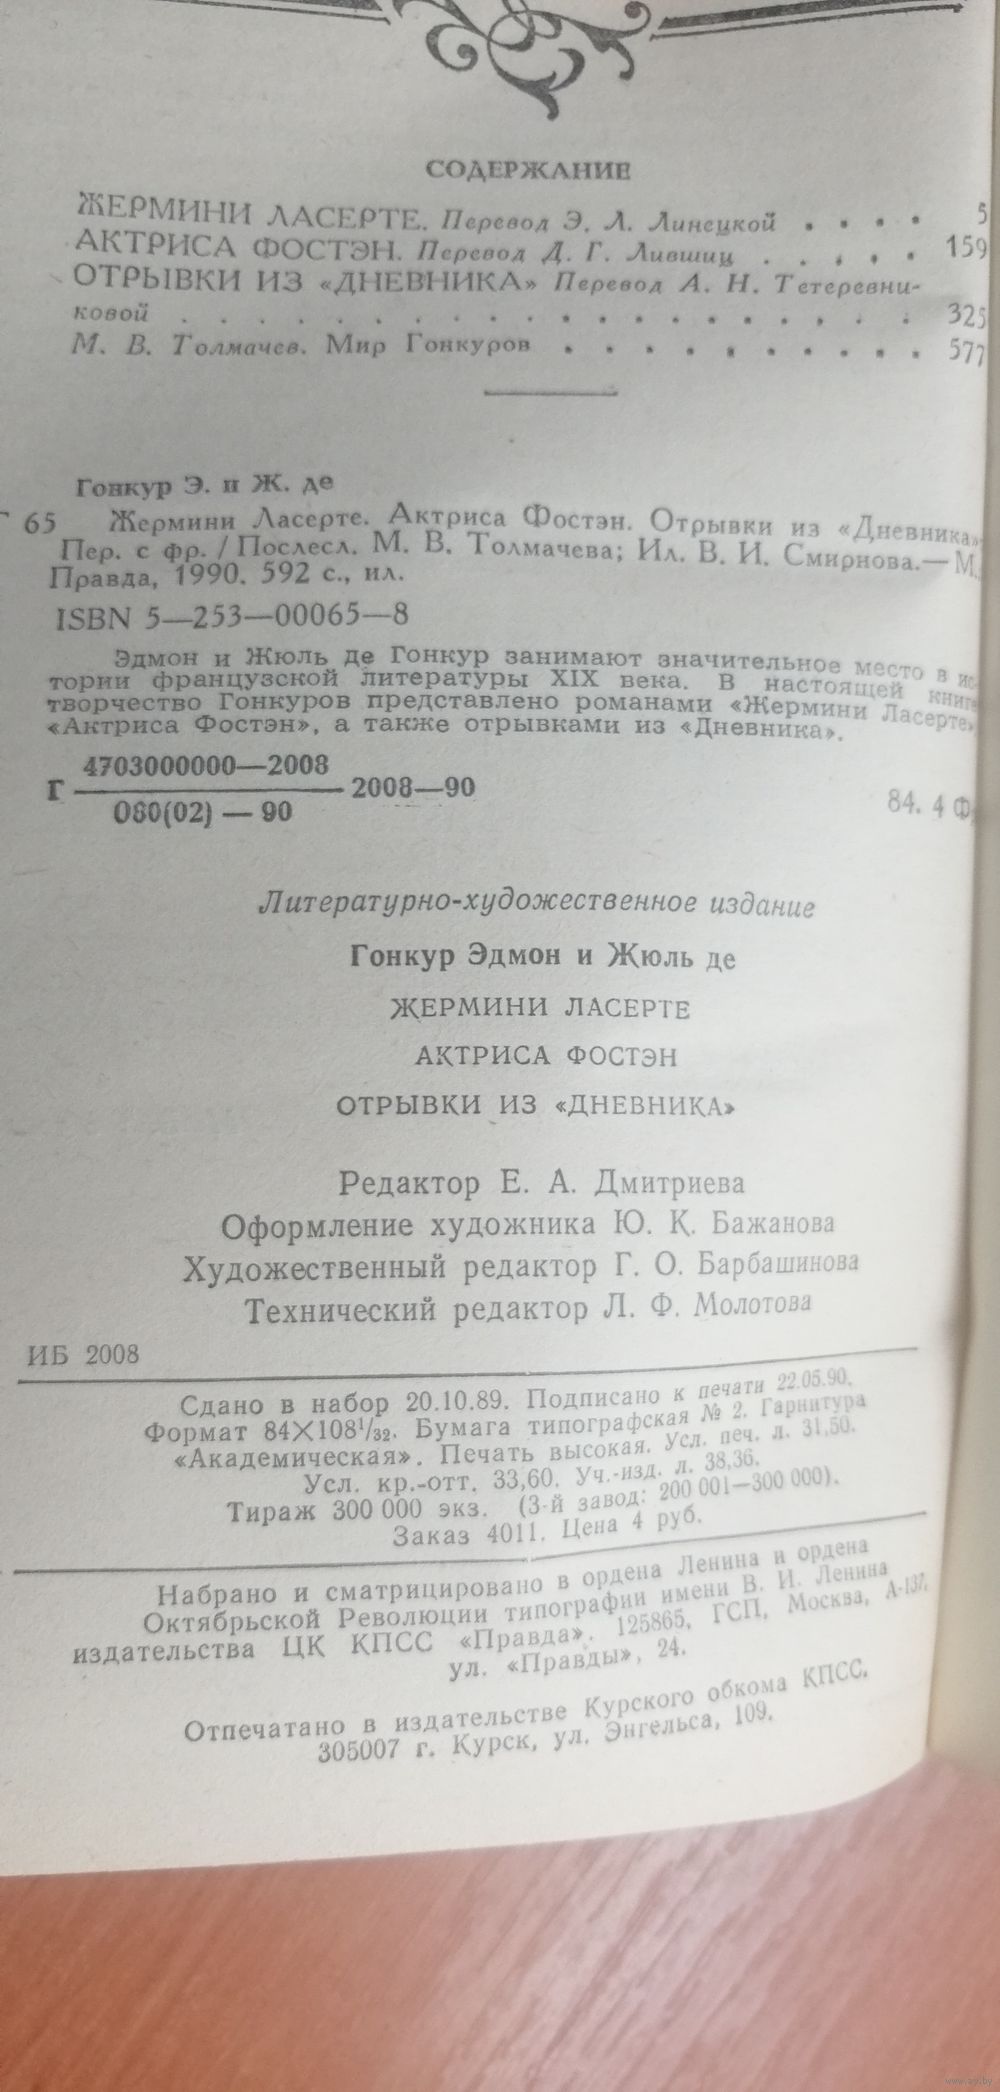 СОДЕРЖАНИЕ
ЖЕРМИНИ ЛАСЕРТЕ. Перевод Э. Л. Линецкой . . . . 5
АКТРИСА ФОСТЭН. Перевод Д. Г. Лившиц . . . . . 159
ОТРЫВКИ ИЗ «ДНЕВНИКА» Перевод А. Н. Тетеревни-
ковой . . . . . . . . . . . . . . . . . . . 325
М. В. Толмачев. Мир Гонкуров . . . . . . . . . 577
Гонкур Э. и Ж. де
Г 65 Жермини Ласерте. Актриса Фостэн. Отрывки из «Дневника»
Пер. с фр. / Послесл. М. В. Толмачева; Ил. В. И. Смирнова.— М.
Правда, 1990. 592 с., ил.
ISBN 5—253—00065—8
Эдмон и Жюль де Гонкур занимают значительное место в ис-
тории французской литературы XIX века. В настоящей книге
творчество Гонкуров представлено романами «Жермини Ласерте»
«Актриса Фостэн», а также отрывками из «Дневника».
4703000000—2008
Г 2008—90
080(02) — 90
84. 4 Ф
Литературно-художественное издание
Гонкур Эдмон и Жюль де
ЖЕРМИНИ ЛАСЕРТЕ
АКТРИСА ФОСТЭН
ОТРЫВКИ ИЗ «ДНЕВНИКА»
Редактор Е. А. Дмитриева
Оформление художника Ю. К. Бажанова
Художественный редактор Г. О. Барбашинова
Технический редактор Л. Ф. Молотова
ИБ 2008
Сдано в набор 20.10.89. Подписано к печати 22.05.90.
Формат 84×108¹/₃₂. Бумага типографская № 2. Гарнитура
«Академическая». Печать высокая. Усл. печ. л. 31,50.
Усл. кр.-отт. 33,60. Уч.-изд. л. 38,36.
Тираж 300 000 экз. (3-й завод: 200 001—300 000).
Заказ 4011. Цена 4 руб.
Набрано и сматрицировано в ордена Ленина и ордена
Октябрьской Революции типографии имени В. И. Ленина
издательства ЦК КПСС «Правда». 125865, ГСП, Москва, А-137,
ул. «Правды», 24.
Отпечатано в издательстве Курского обкома КПСС.
305007 г. Курск, ул. Энгельса, 109.
www.ay.by